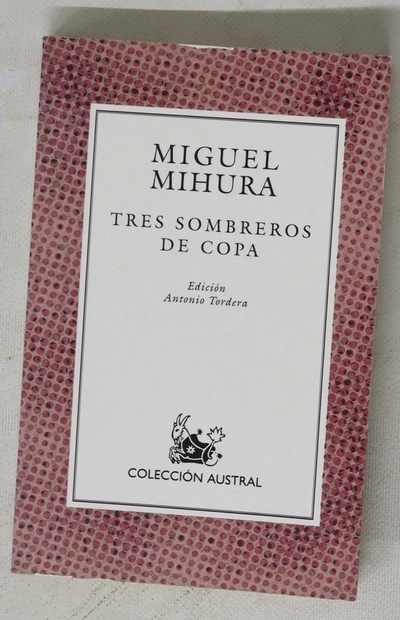 MIGUEL
MIHURA
TRES SOMBREROS
DE COPA
Edición
Antonio Tordera
COLECCIÓN AUSTRAL